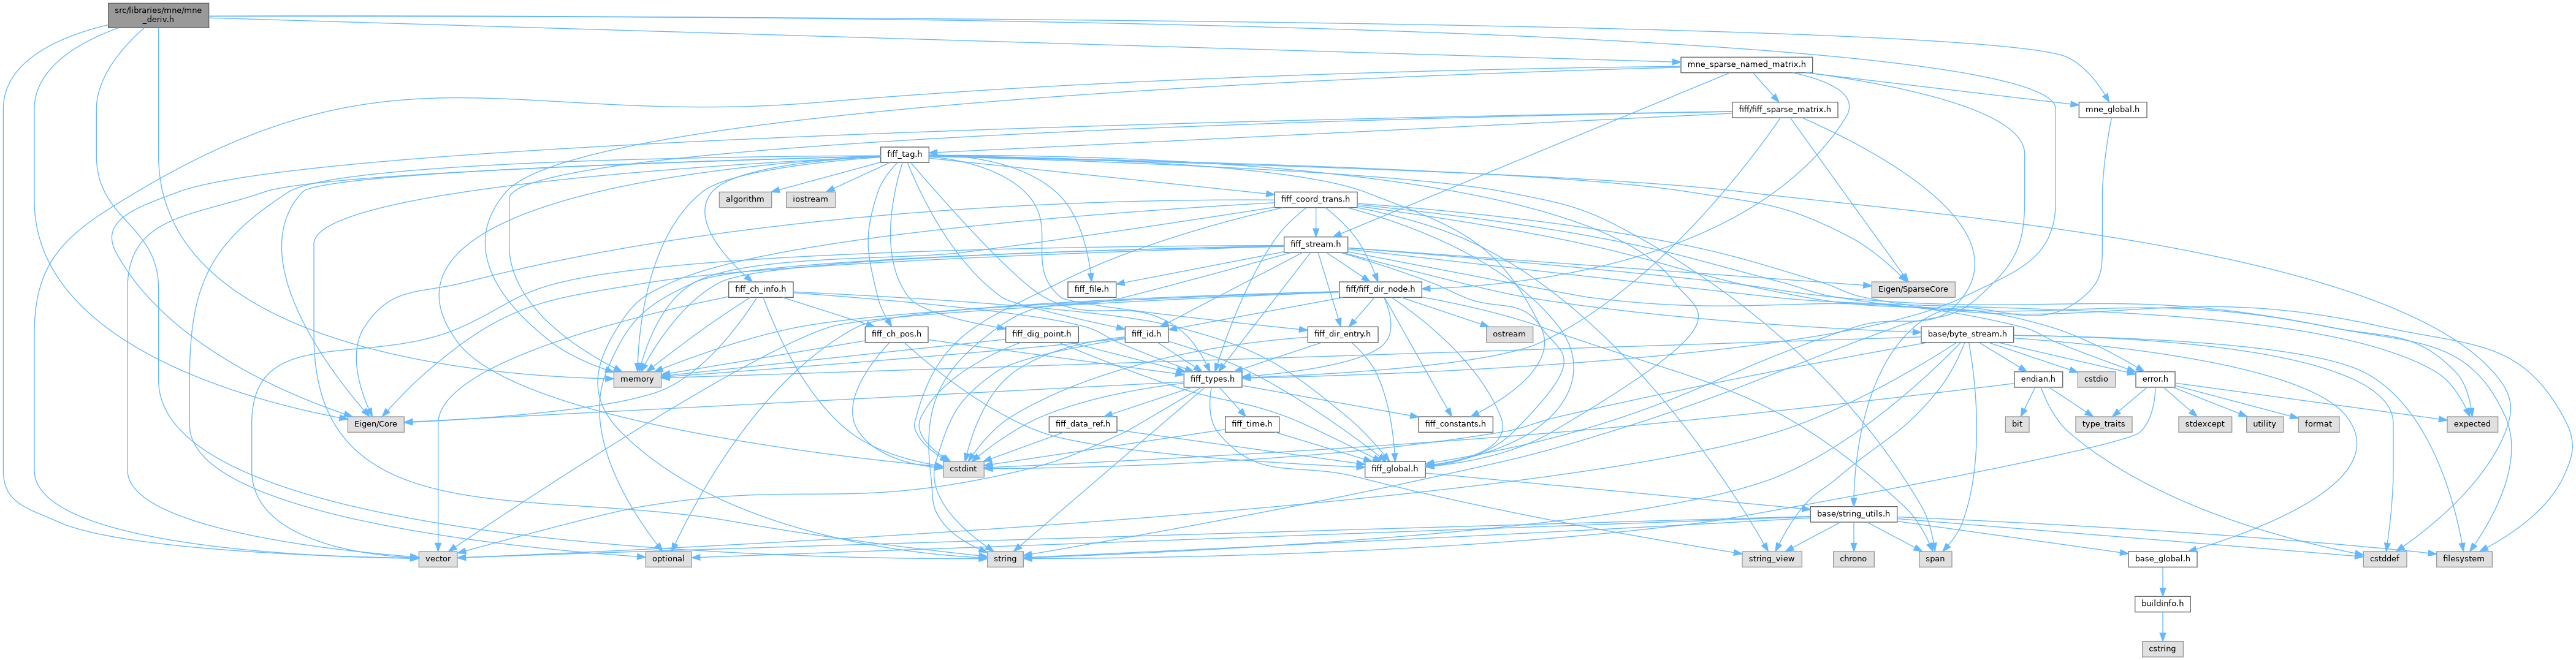 src/libraries/mne/mne
_deriv.h
mne_sparse_named_matrix.h
fiff/fiff_sparse_matrix.h
mne_global.h
fiff_tag.h
algorithm
iostream
fiff_coord_trans.h
fiff_stream.h
fiff_ch_info.h
fiff_file.h
fiff/fiff_dir_node.h
Eigen/SparseCore
fiff_ch_pos.h
fiff_dig_point.h
fiff_id.h
fiff_dir_entry.h
ostream
base/byte_stream.h
memory
fiff_types.h
endian.h
cstdio
error.h
Eigen/Core
fiff_data_ref.h
fiff_time.h
fiff_constants.h
bit
type_traits
stdexcept
utility
format
expected
cstdint
fiff_global.h
base/string_utils.h
vector
optional
string
string_view
chrono
span
base_global.h
cstddef
filesystem
buildinfo.h
cstring